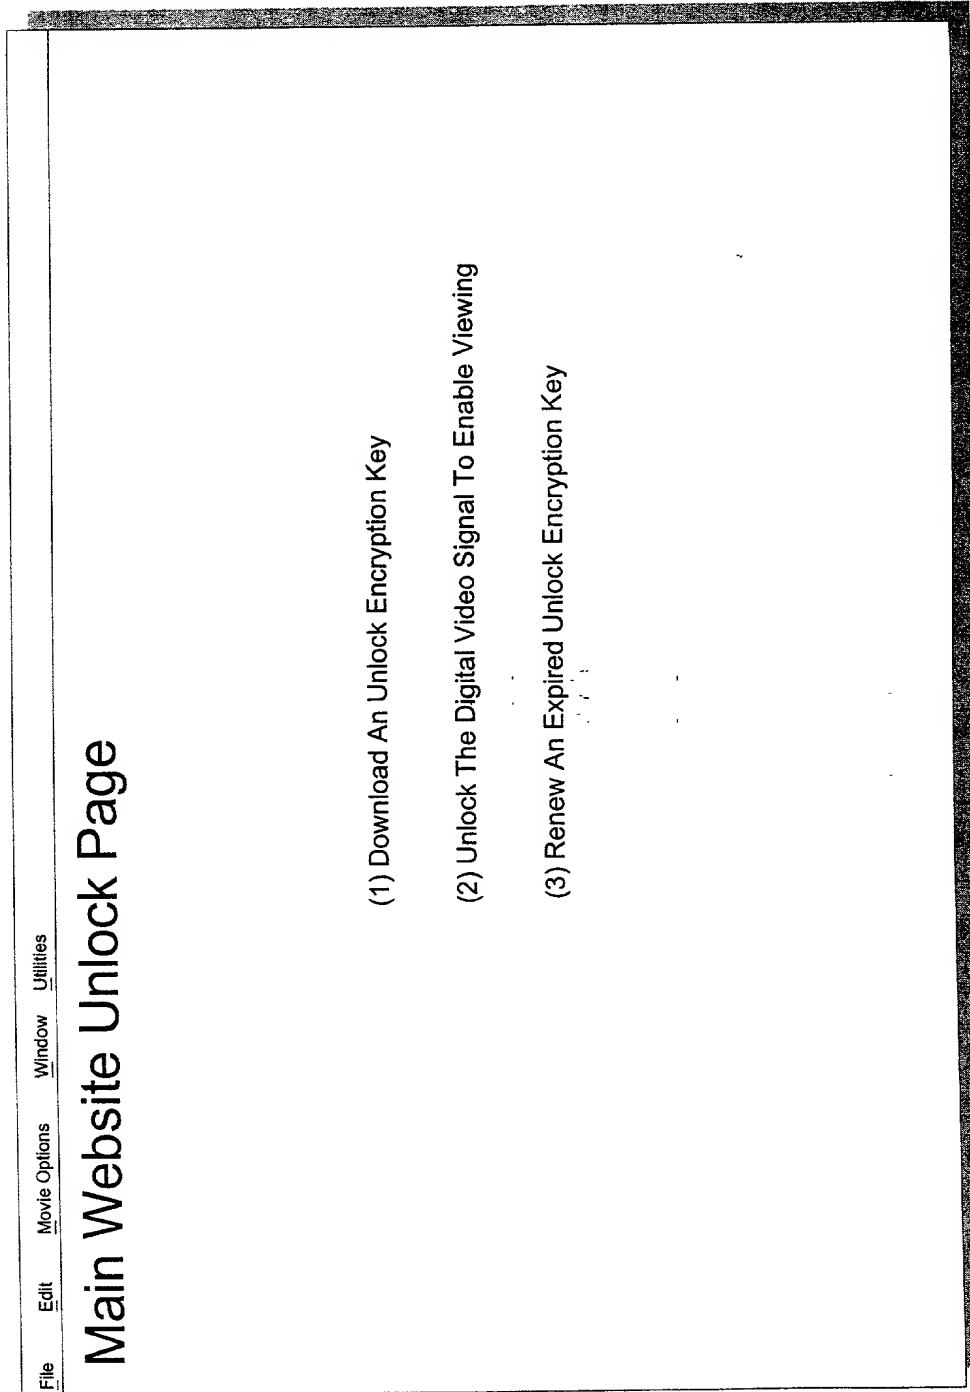 File Edit Movie Options Window Utilities
Main Website Unlock Page
(1) Download An Unlock Encryption Key
(2) Unlock The Digital Video Signal To Enable Viewing
(3) Renew An Expired Unlock Encryption Key